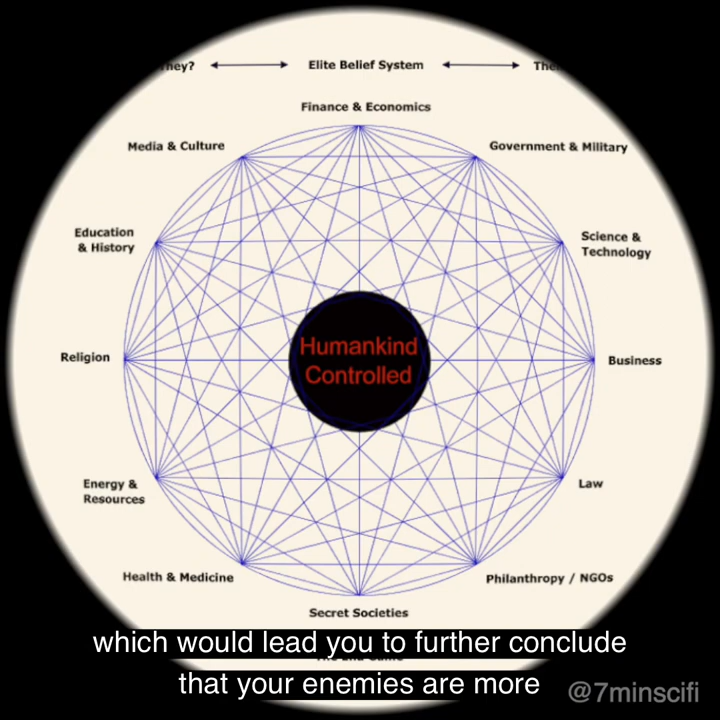 Elite Belief System
Finance & Economics
Media & Culture
Government & Military
Education
& History
Science &
Technology
Humankind
Controlled
Religion
Business
Energy &
Resources
Law
Health & Medicine
Philanthropy / NGOs
Secret Societies
which would lead you to further conclude
that your enemies are more
@7minscifi